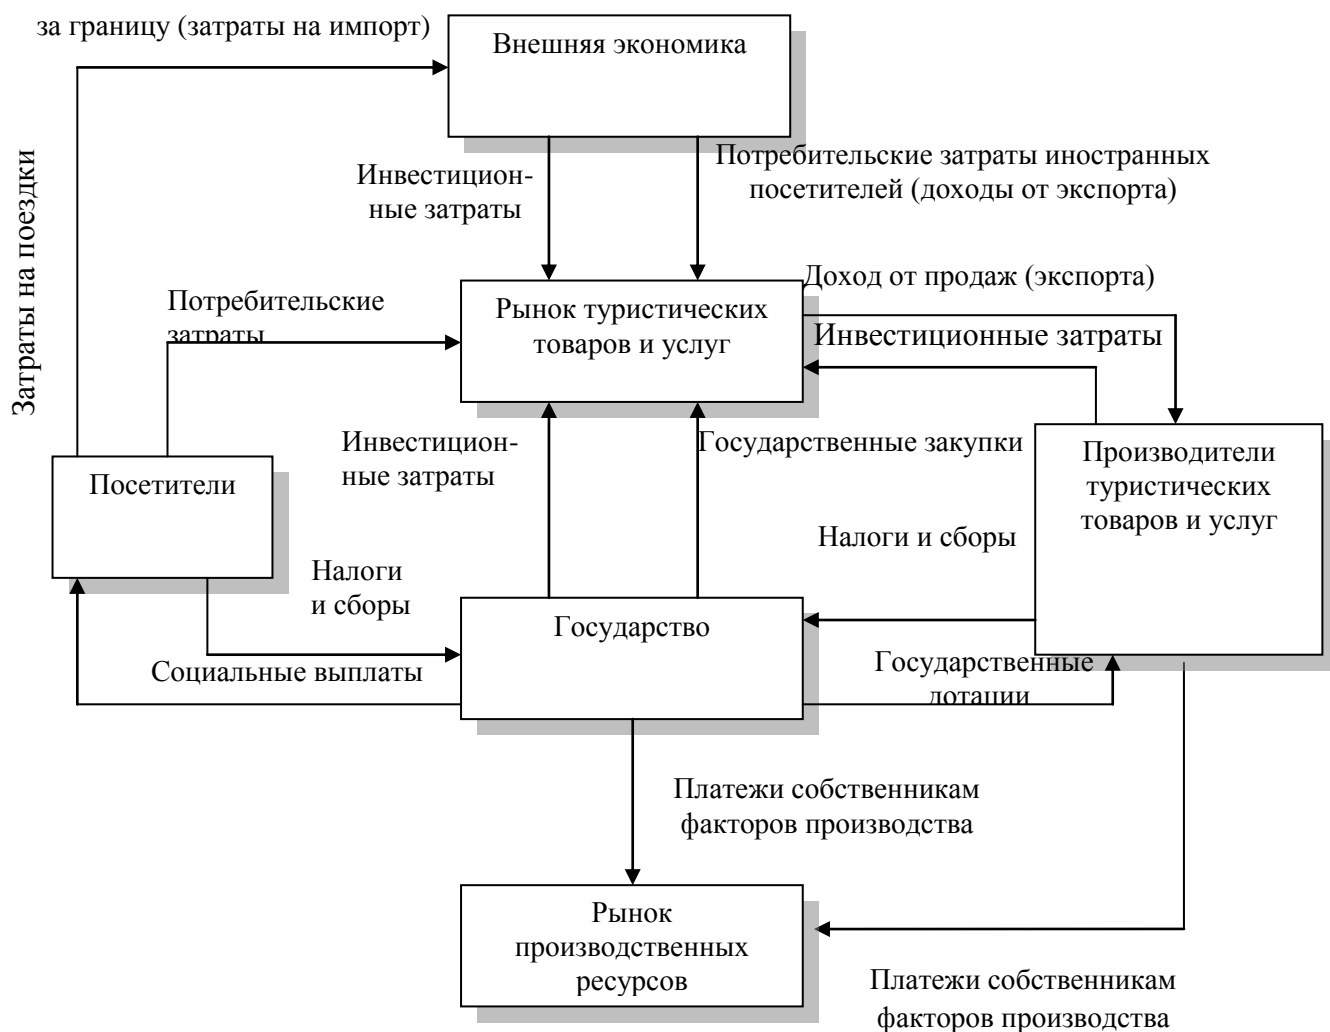 за границу (затраты на импорт)
Внешняя экономика
Затраты на поездки
Инвестицион-
ные затраты
Потребительские затраты иностранных
посетителей (доходы от экспорта)
Потребительские
затраты
Рынок туристических
товаров и услуг
Доход от продаж (экспорта)
Инвестиционные затраты
Инвестицион-
ные затраты
Государственные закупки
Посетители
Производители
туристических
товаров и услуг
Налоги и сборы
Налоги
и сборы
Государство
Социальные выплаты
Государственные
дотации
Платежи собственникам
факторов производства
Рынок
производственных
ресурсов
Платежи собственникам
факторов производства